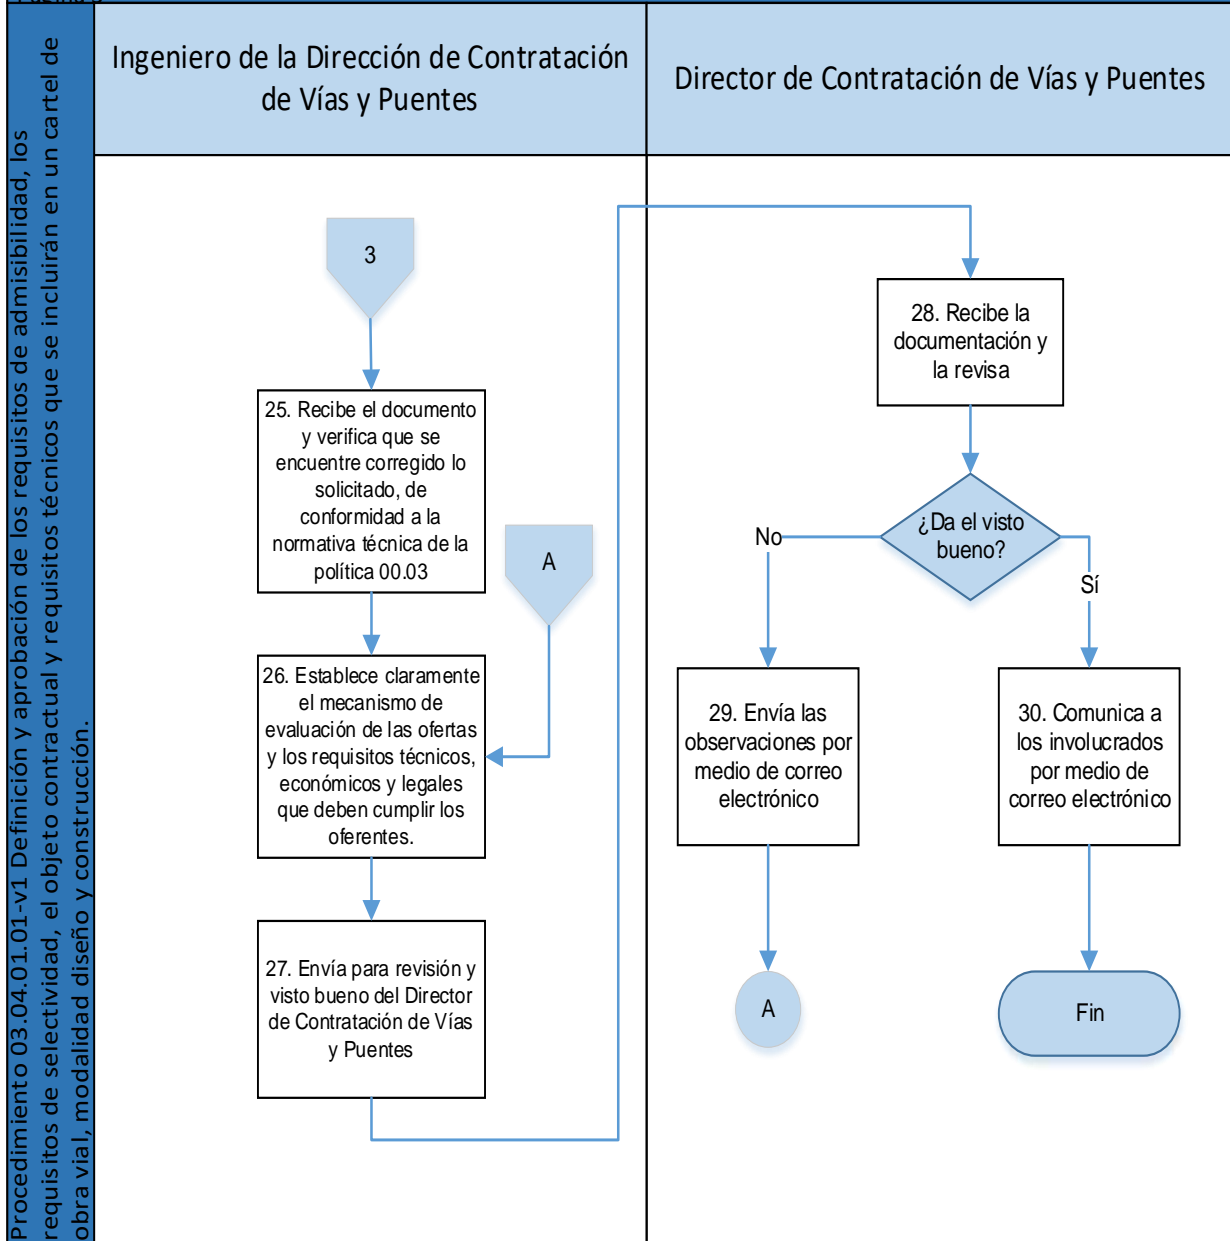 Procedimiento 03.04.01.01-v1 Definición y aprobación de los requisitos de admisibilidad, los
requisitos de selectividad, el objeto contractual y requisitos técnicos que se incluirán en un cartel de
obra vial, modalidad diseño y construcción.
Ingeniero de la Dirección de Contratación
de Vías y Puentes
Director de Contratación de Vías y Puentes
3
25. Recibe el documento
y verifica que se
encuentre corregido lo
solicitado, de
conformidad a la
normativa técnica de la
política 00.03
A
26. Establece claramente
el mecanismo de
evaluación de las ofertas
y los requisitos técnicos,
económicos y legales
que deben cumplir los
oferentes.
27. Envía para revisión y
visto bueno del Director
de Contratación de Vías
y Puentes
28. Recibe la
documentación y
la revisa
¿Da el visto
bueno?
No
Sí
29. Envía las
observaciones por
medio de correo
electrónico
30. Comunica a
los involucrados
por medio de
correo electrónico
A
Fin